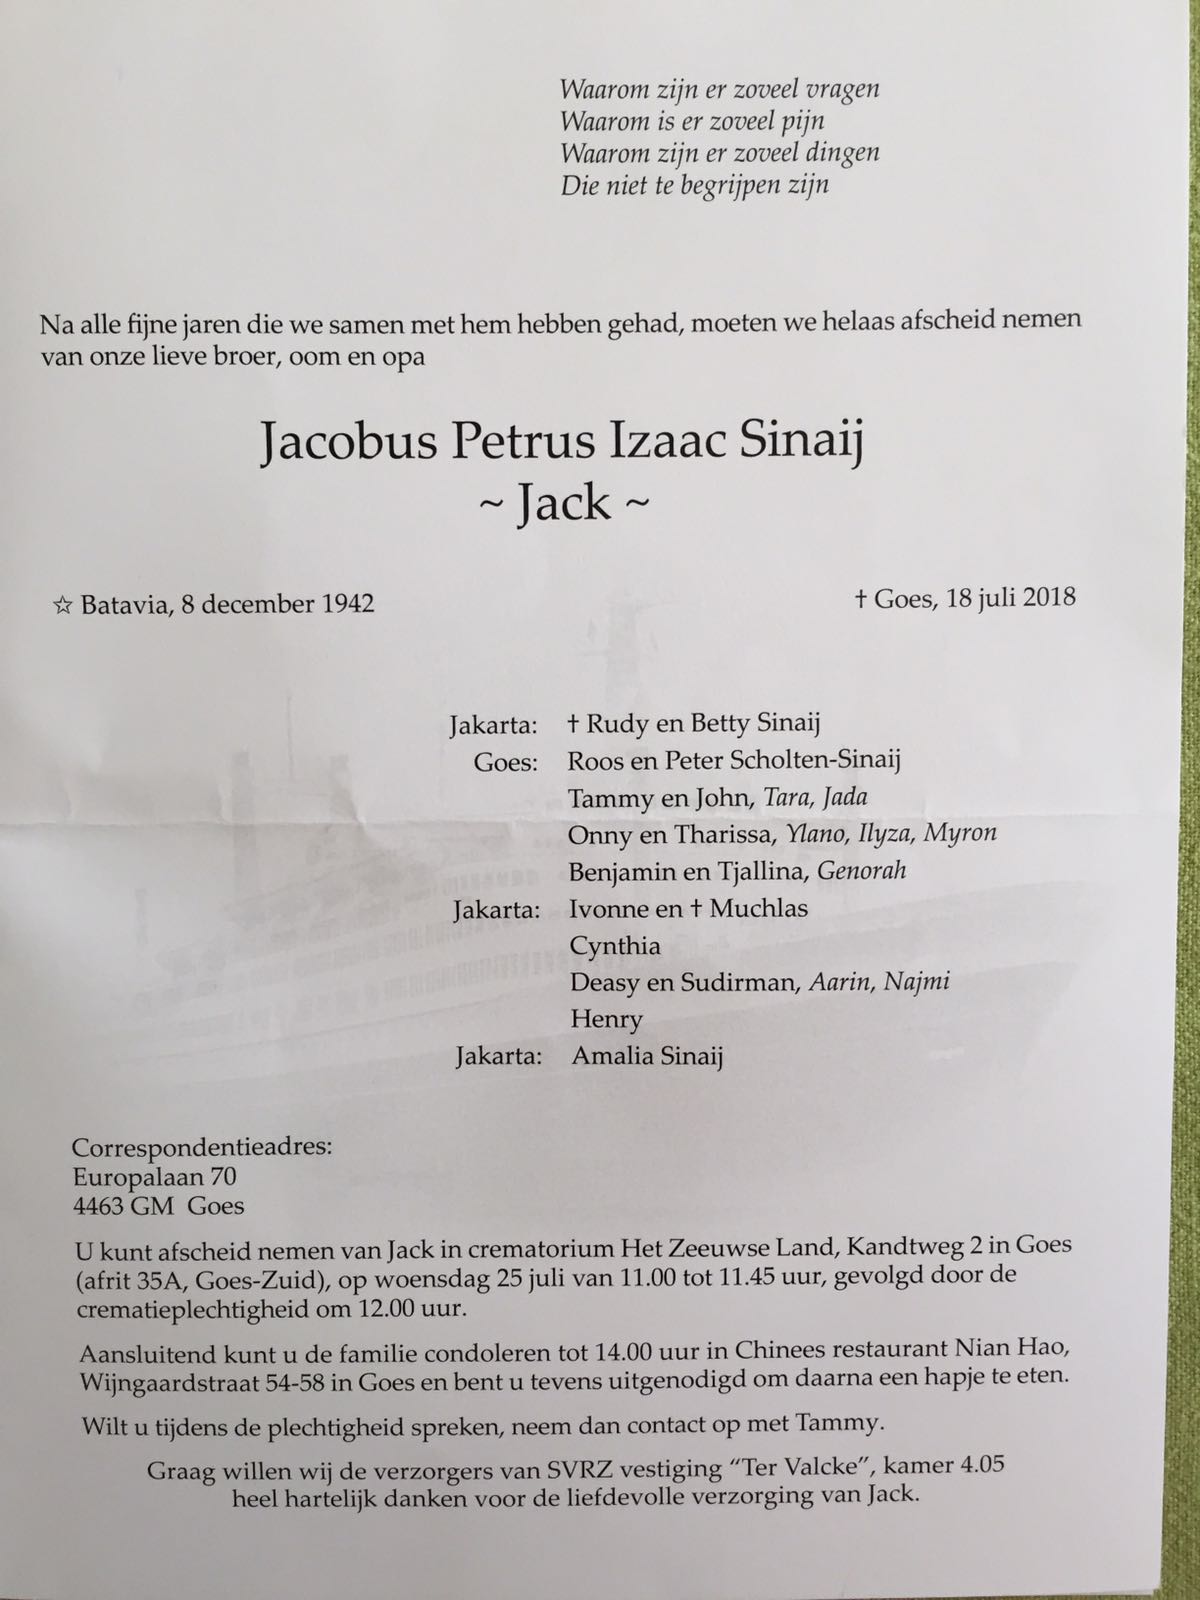 Waarom zijn er zoveel vragen
Waarom is er zoveel pijn
Waarom zijn er zoveel dingen
Die niet te begrijpen zijn
Na alle fijne jaren die we samen met hem hebben gehad, moeten we helaas afscheid nemen
van onze lieve broer, oom en opa
Jacobus Petrus Izaac Sinaij
~ Jack ~
☆ Batavia, 8 december 1942 † Goes, 18 juli 2018
Jakarta: † Rudy en Betty Sinaij
Goes: Roos en Peter Scholten-Sinaij
Tammy en John, Tara, Jada
Onny en Tharissa, Ylano, Ilyza, Myron
Benjamin en Tjallina, Genorah
Jakarta: Ivonne en † Muchlas
Cynthia
Deasy en Sudirman, Aarin, Najmi
Henry
Jakarta: Amalia Sinaij
Correspondentieadres:
Europalaan 70
4463 GM Goes
U kunt afscheid nemen van Jack in crematorium Het Zeeuwse Land, Kandtweg 2 in Goes
(afrit 35A, Goes-Zuid), op woensdag 25 juli van 11.00 tot 11.45 uur, gevolgd door de
crematieplechtigheid om 12.00 uur.
Aansluitend kunt u de familie condoleren tot 14.00 uur in Chinees restaurant Nian Hao,
Wijngaardstraat 54-58 in Goes en bent u tevens uitgenodigd om daarna een hapje te eten.
Wilt u tijdens de plechtigheid spreken, neem dan contact op met Tammy.
Graag willen wij de verzorgers van SVRZ vestiging “Ter Valcke”, kamer 4.05
heel hartelijk danken voor de liefdevolle verzorging van Jack.